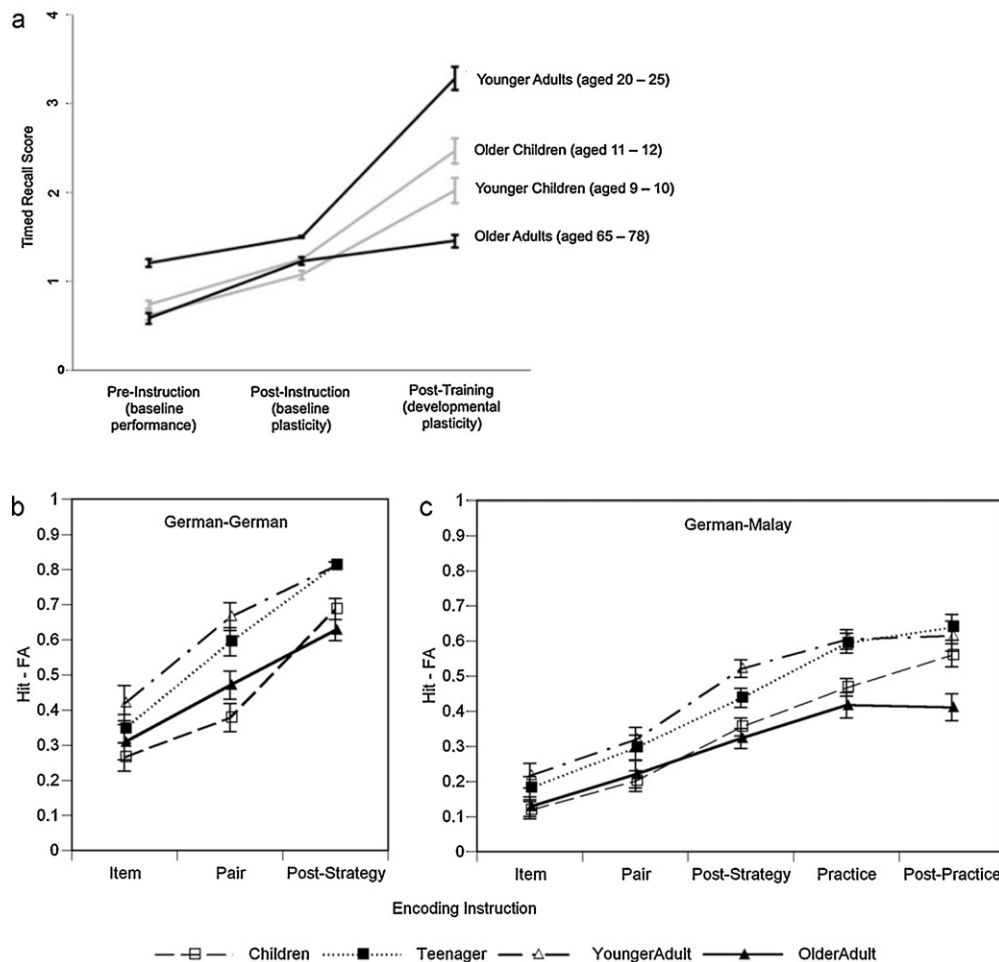 a
4
3
2
1
0
Timed Recall Score
Younger Adults (aged 20 – 25)
Older Children (aged 11 – 12)
Younger Children (aged 9 – 10)
Older Adults (aged 65 – 78)
Pre-Instruction
(baseline
performance)
Post-Instruction
(baseline
plasticity)
Post-Training
(developmental
plasticity)
b
German-German
1
0.9
0.8
0.7
0.6
0.5
0.4
0.3
0.2
0.1
0
Hit - FA
Item
Pair
Post-Strategy
c
German-Malay
1
0.9
0.8
0.7
0.6
0.5
0.4
0.3
0.2
0.1
0
Hit - FA
Item
Pair
Post-Strategy
Practice
Post-Practice
Encoding Instruction
Children
Teenager
YoungerAdult
OlderAdult